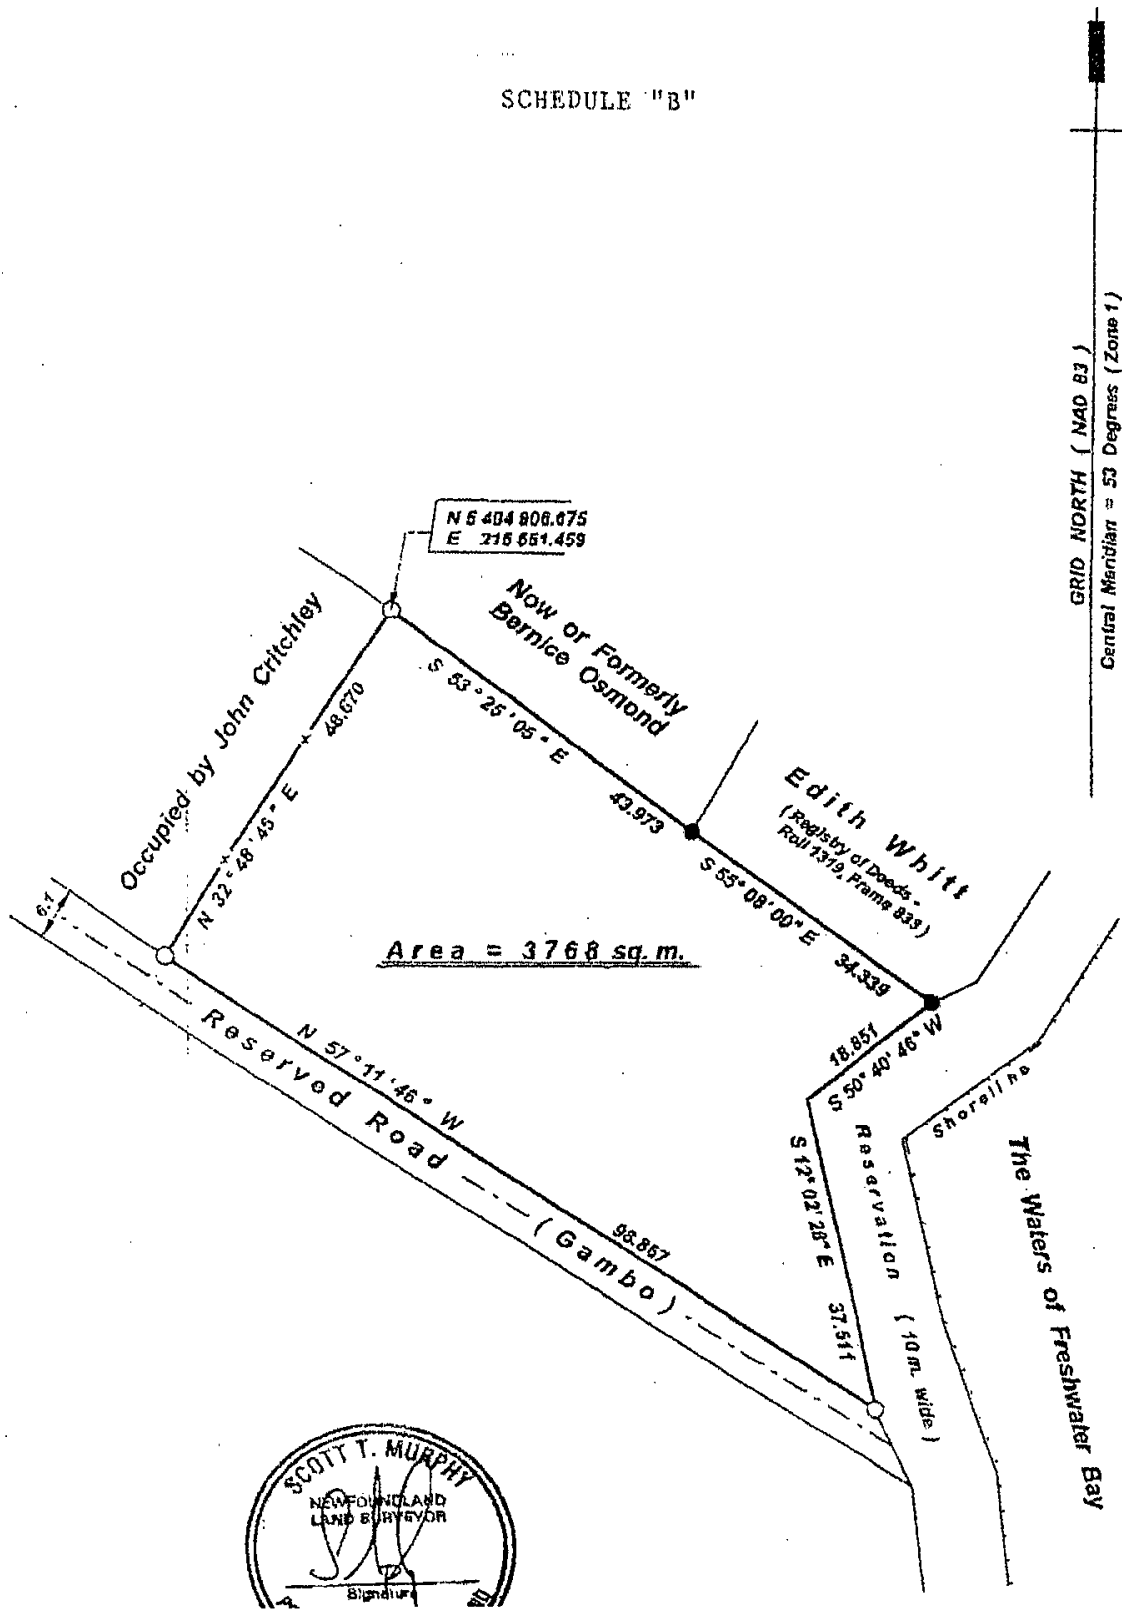 SCHEDULE "B"
GRID NORTH ( NAD 83 )
Central Meridian = 53 Degrees ( Zone 1 )
N 5 404 906.675
E 215 551.459
Now or Formerly
Bernice Osmond
Occupied by John Critchley
S 53° 25' 05" E
43.973
48.670
N 32° 48' 45" E
Edith Whitt
( Registry of Deeds -
Roll 1319, Frame 833 )
S 55° 08' 00" E
34.339
6.1
Area = 3768 sq. m.
18.851
S 50° 40' 46" W
Shoreline
N 57° 11' 46" W
98.867
Reserved Road
( Gambo )
S 12° 02' 28" E
37.511
Reservation ( 10 m. wide )
The Waters of Freshwater Bay
SCOTT T. MURPHY
NEWFOUNDLAND
LAND SURVEYOR
Signature